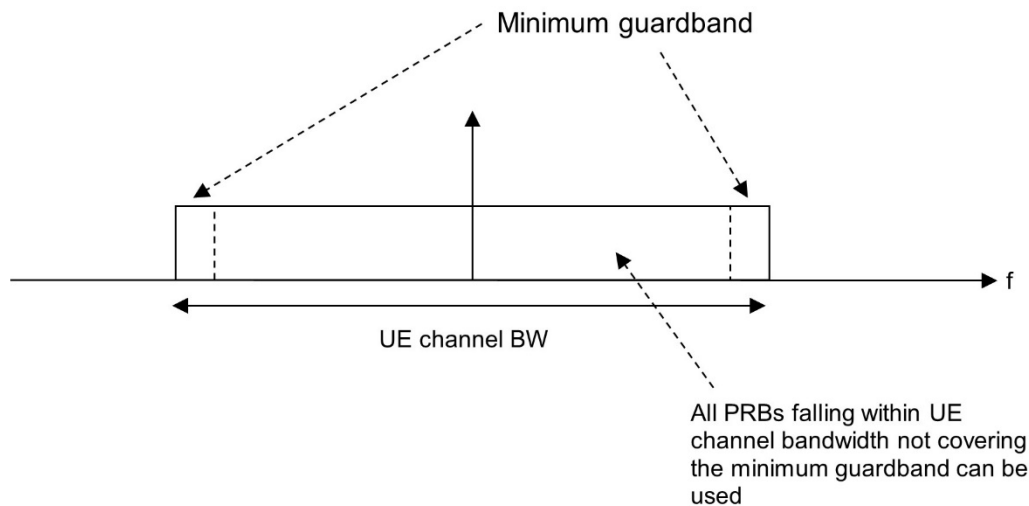 Minimum guardband
f
UE channel BW
All PRBs falling within UE
channel bandwidth not covering
the minimum guardband can be
used